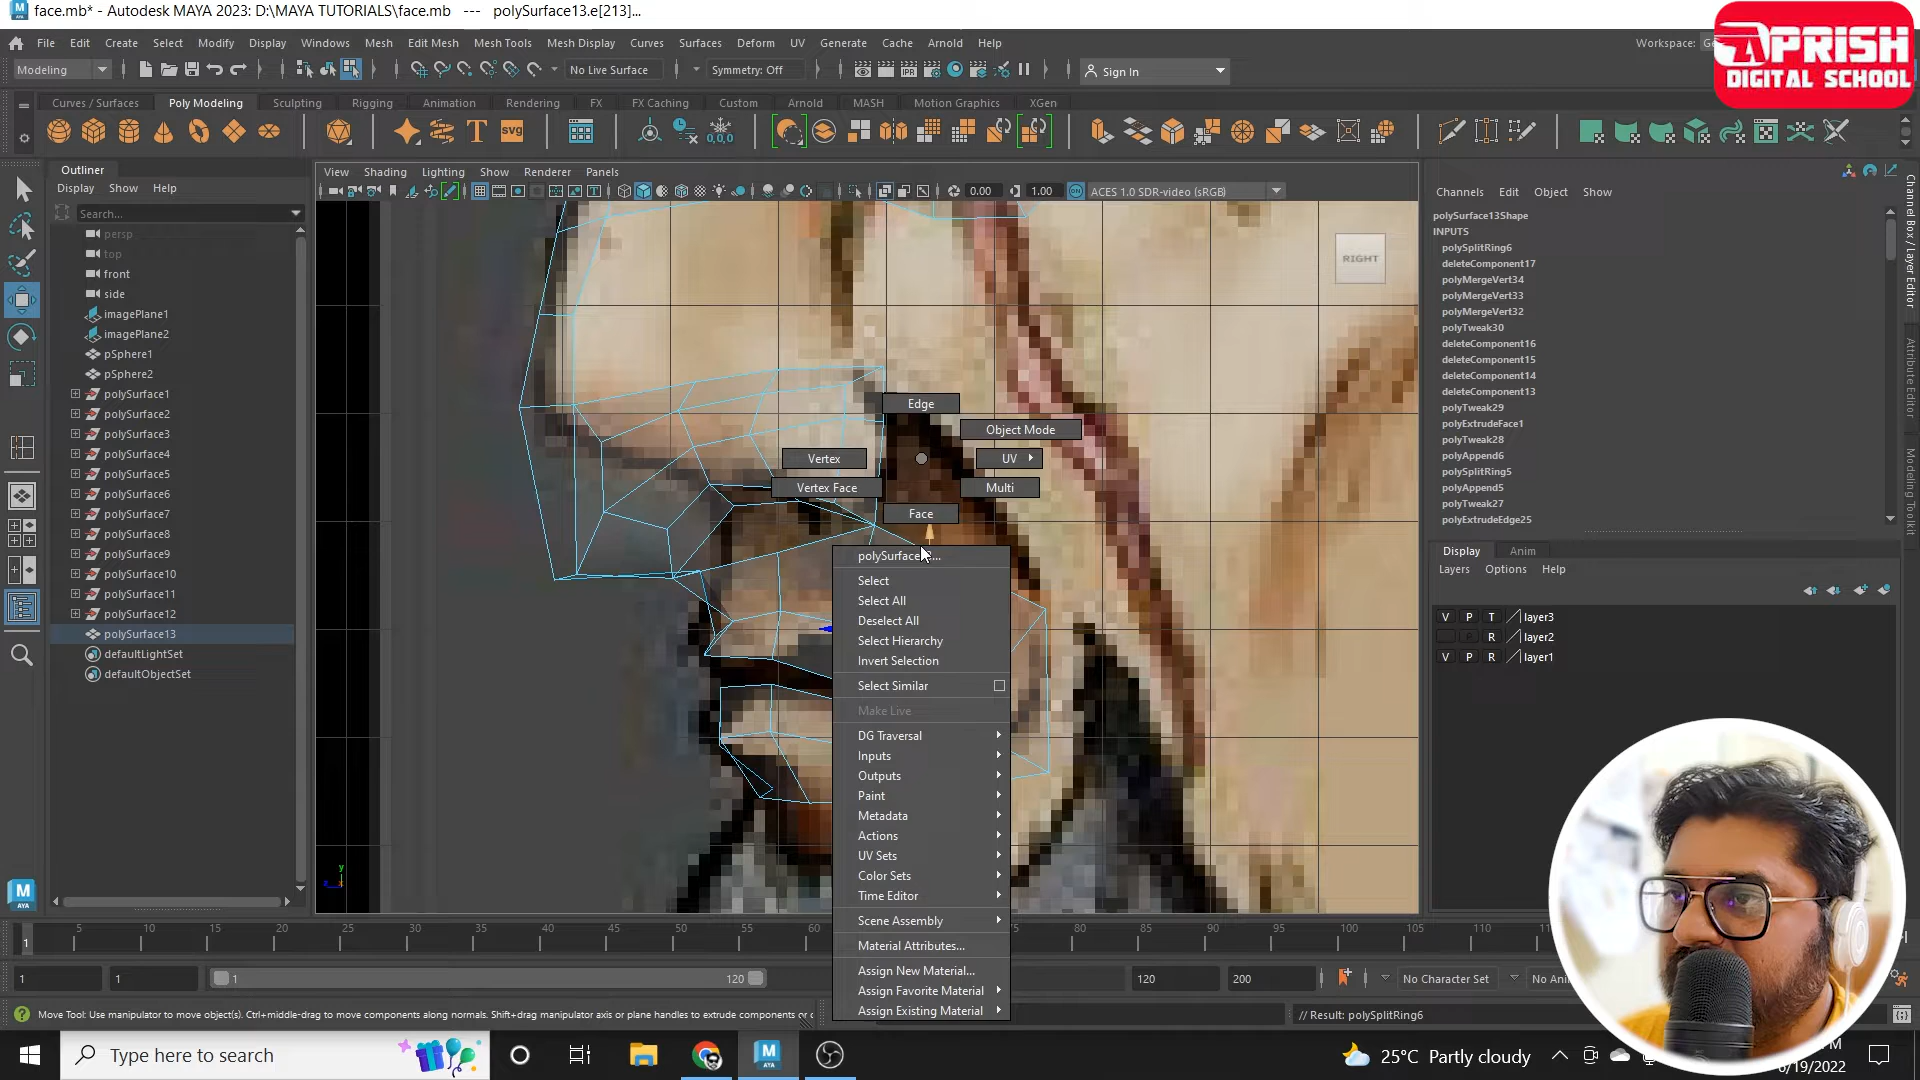 face.mb* - Autodesk MAYA 2023: D:\MAYA TUTORIALS\face.mb   ---   polySurface13.e[213]...
APRISH
DIGITAL SCHOOL
File Edit Create Select Modify Display Windows Mesh Edit Mesh Mesh Tools Mesh Display Curves Surfaces Deform UV Generate Cache Arnold Help
Workspace:
Modeling No Live Surface Symmetry: Off Sign In
Curves / Surfaces Poly Modeling Sculpting Rigging Animation Rendering FX FX Caching Custom Arnold MASH Motion Graphics XGen
Outliner
Display Show Help
Search...
persp
top
front
side
imagePlane1
imagePlane2
pSphere1
pSphere2
polySurface1
polySurface2
polySurface3
polySurface4
polySurface5
polySurface6
polySurface7
polySurface8
polySurface9
polySurface10
polySurface11
polySurface12
polySurface13
defaultLightSet
defaultObjectSet
View Shading Lighting Show Renderer Panels
0.00 1.00 ACES 1.0 SDR-video (sRGB)
RIGHT
Edge
Object Mode
Vertex UV
Vertex Face Multi
Face
Select
Select All
Deselect All
Select Hierarchy
Invert Selection
Select Similar
Make Live
DG Traversal
Inputs
Outputs
Paint
Metadata
Actions
UV Sets
Color Sets
Time Editor
Scene Assembly
Material Attributes...
Assign New Material...
Assign Favorite Material
Assign Existing Material
Channels Edit Object Show
polySurface13Shape
INPUTS
polySplitRing6
deleteComponent17
polyMergeVert34
polyMergeVert33
polyMergeVert32
polyTweak30
deleteComponent16
deleteComponent15
deleteComponent14
deleteComponent13
polyTweak29
polyExtrudeFace1
polyTweak28
polyAppend6
polySplitRing5
polyAppend5
polyTweak27
polyExtrudeEdge25
Display Anim
Layers Options Help
V P T layer3
R layer2
V P R layer1
Channel Box / Layer Editor
Attribute Editor
Modeling Toolkit
5 10 15 20 25 30 35 40 45 50 55 60 75 80 85 90 95 100 105 110
1
1 1 1 120 120 200 No Character Set
Move Tool: Use manipulator to move object(s). Ctrl+middle-drag to move components along normals. Shift+drag manipulator axis or plane handles to extrude components or
// Result: polySplitRing6
Type here to search
25°C Partly cloudy